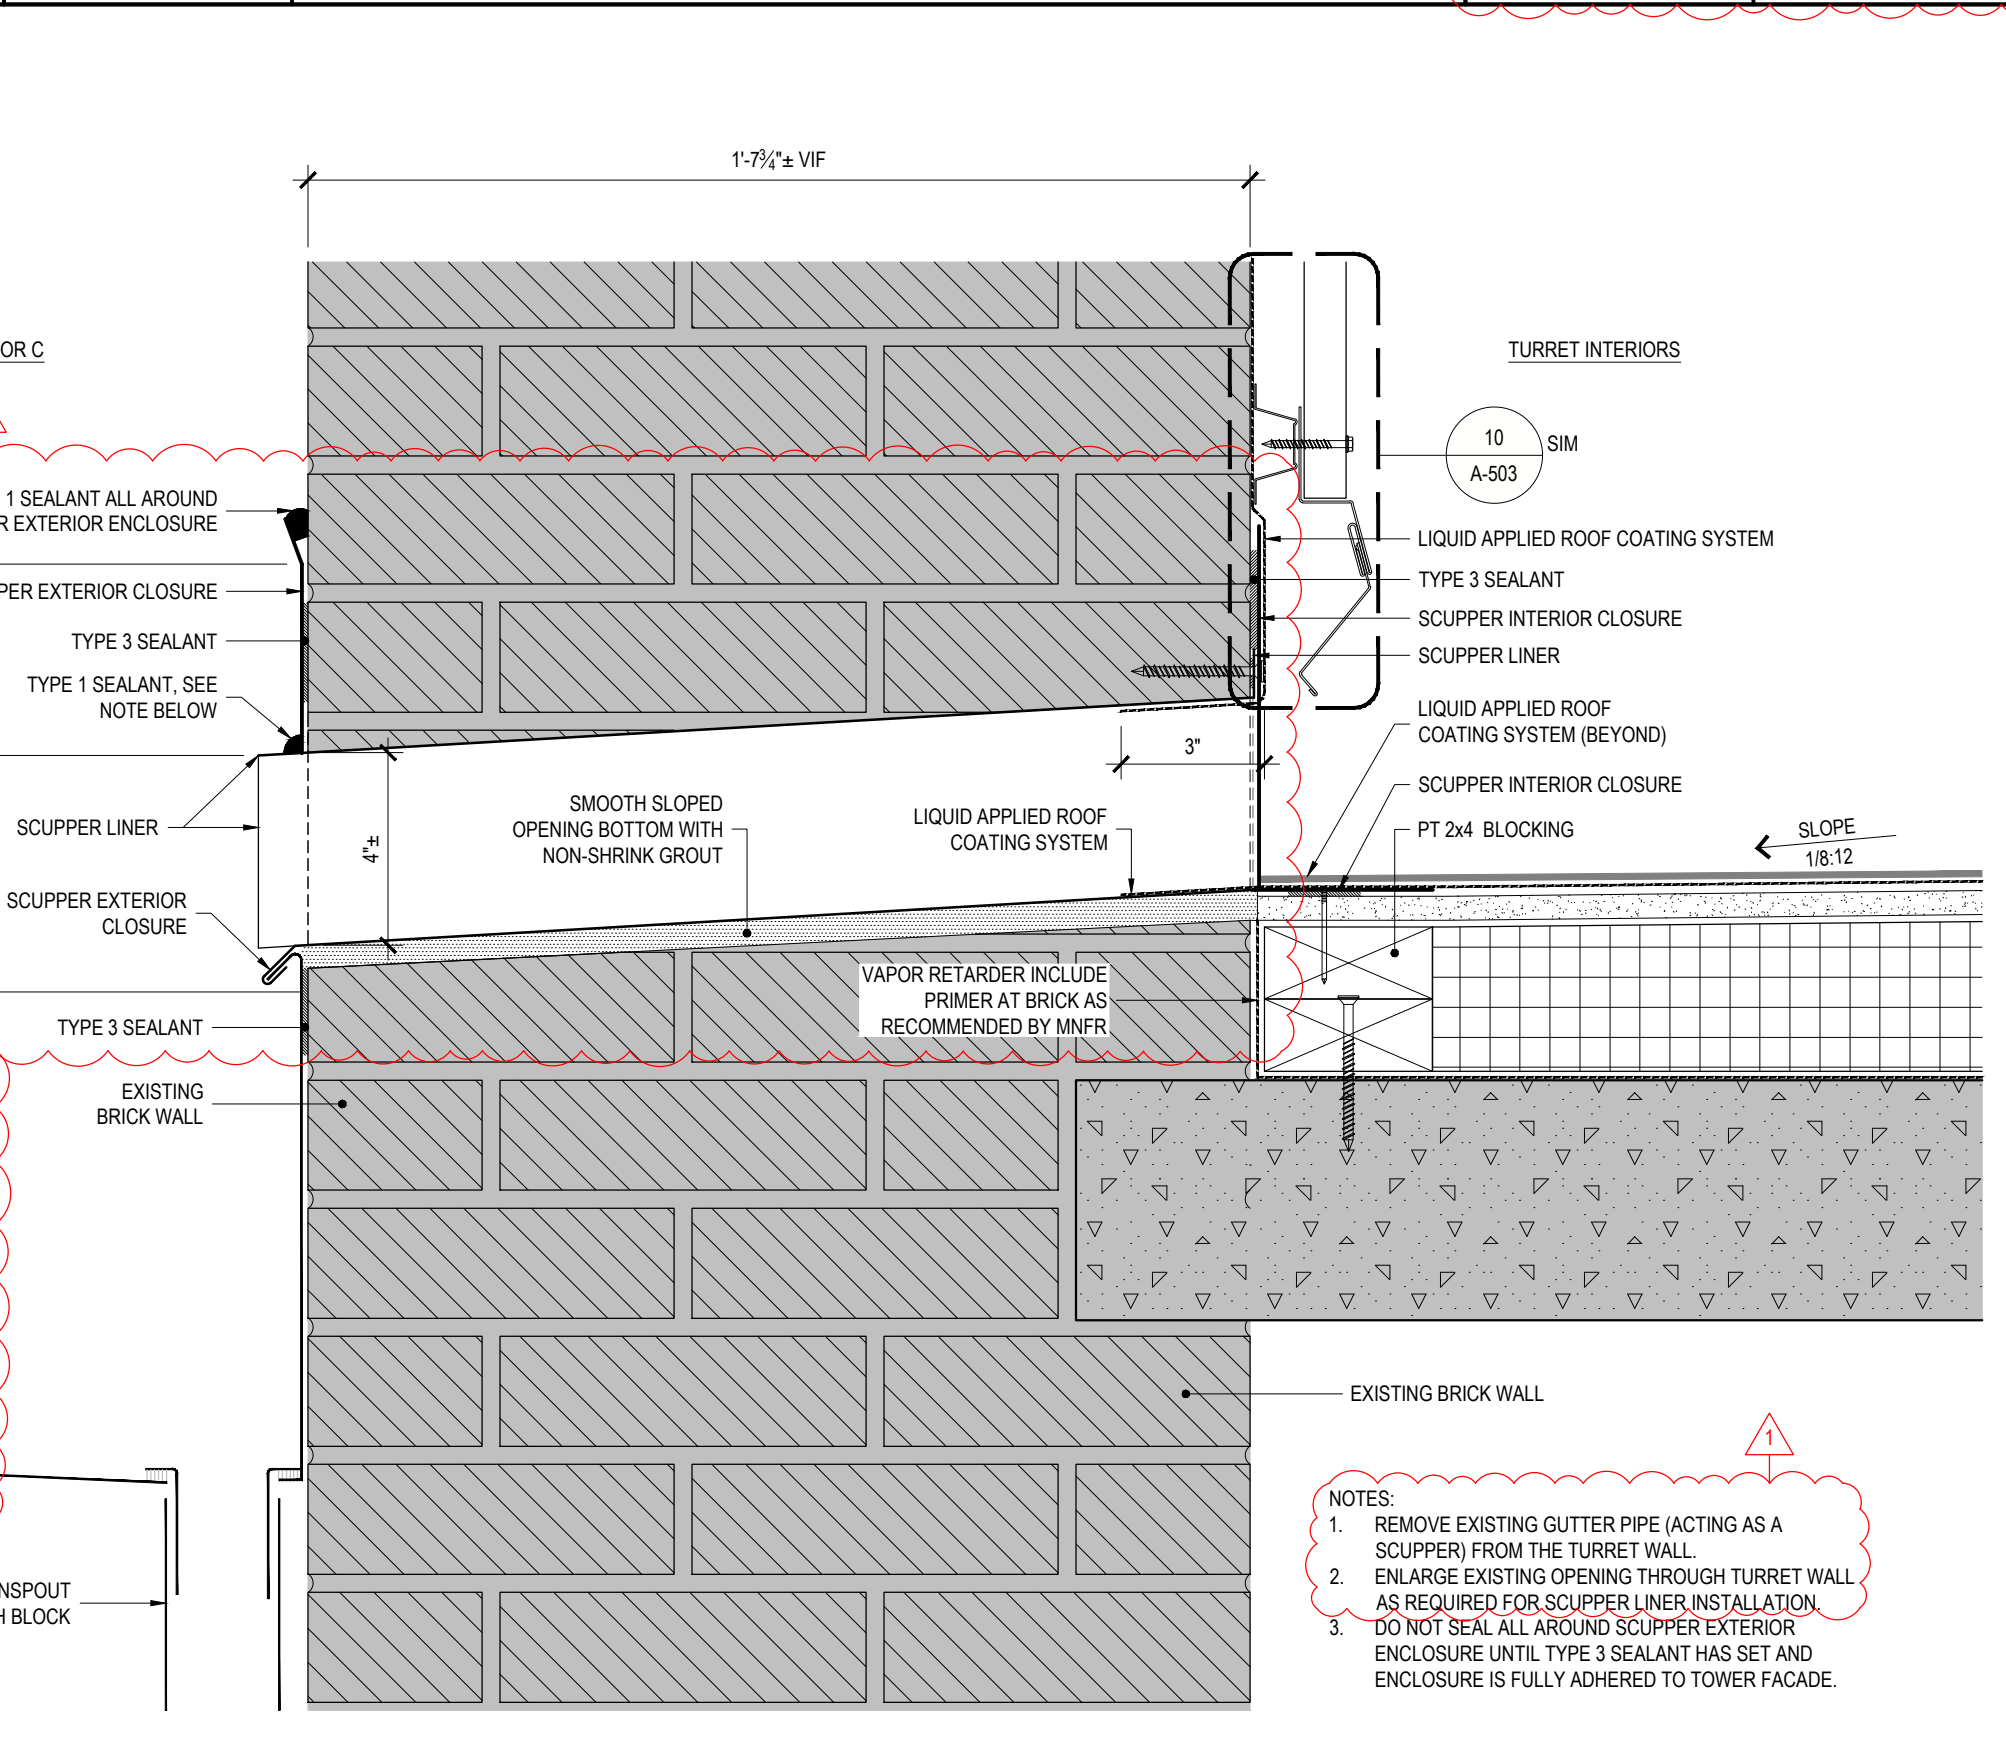 1'-7¾"± VIF
OR C
TURRET INTERIORS
10
A-503
SIM
1 SEALANT ALL AROUND
R EXTERIOR ENCLOSURE
PER EXTERIOR CLOSURE
TYPE 3 SEALANT
TYPE 1 SEALANT, SEE
NOTE BELOW
SCUPPER LINER
SCUPPER EXTERIOR
CLOSURE
TYPE 3 SEALANT
EXISTING
BRICK WALL
NSPOUT
H BLOCK
4"±
SMOOTH SLOPED
OPENING BOTTOM WITH
NON-SHRINK GROUT
3"
LIQUID APPLIED ROOF
COATING SYSTEM
VAPOR RETARDER INCLUDE
PRIMER AT BRICK AS
RECOMMENDED BY MNFR
LIQUID APPLIED ROOF COATING SYSTEM
TYPE 3 SEALANT
SCUPPER INTERIOR CLOSURE
SCUPPER LINER
LIQUID APPLIED ROOF
COATING SYSTEM (BEYOND)
SCUPPER INTERIOR CLOSURE
PT 2x4 BLOCKING
SLOPE
1/8:12
EXISTING BRICK WALL
1
NOTES:
1. REMOVE EXISTING GUTTER PIPE (ACTING AS A
SCUPPER) FROM THE TURRET WALL.
2. ENLARGE EXISTING OPENING THROUGH TURRET WALL
AS REQUIRED FOR SCUPPER LINER INSTALLATION.
3. DO NOT SEAL ALL AROUND SCUPPER EXTERIOR
ENCLOSURE UNTIL TYPE 3 SEALANT HAS SET AND
ENCLOSURE IS FULLY ADHERED TO TOWER FACADE.